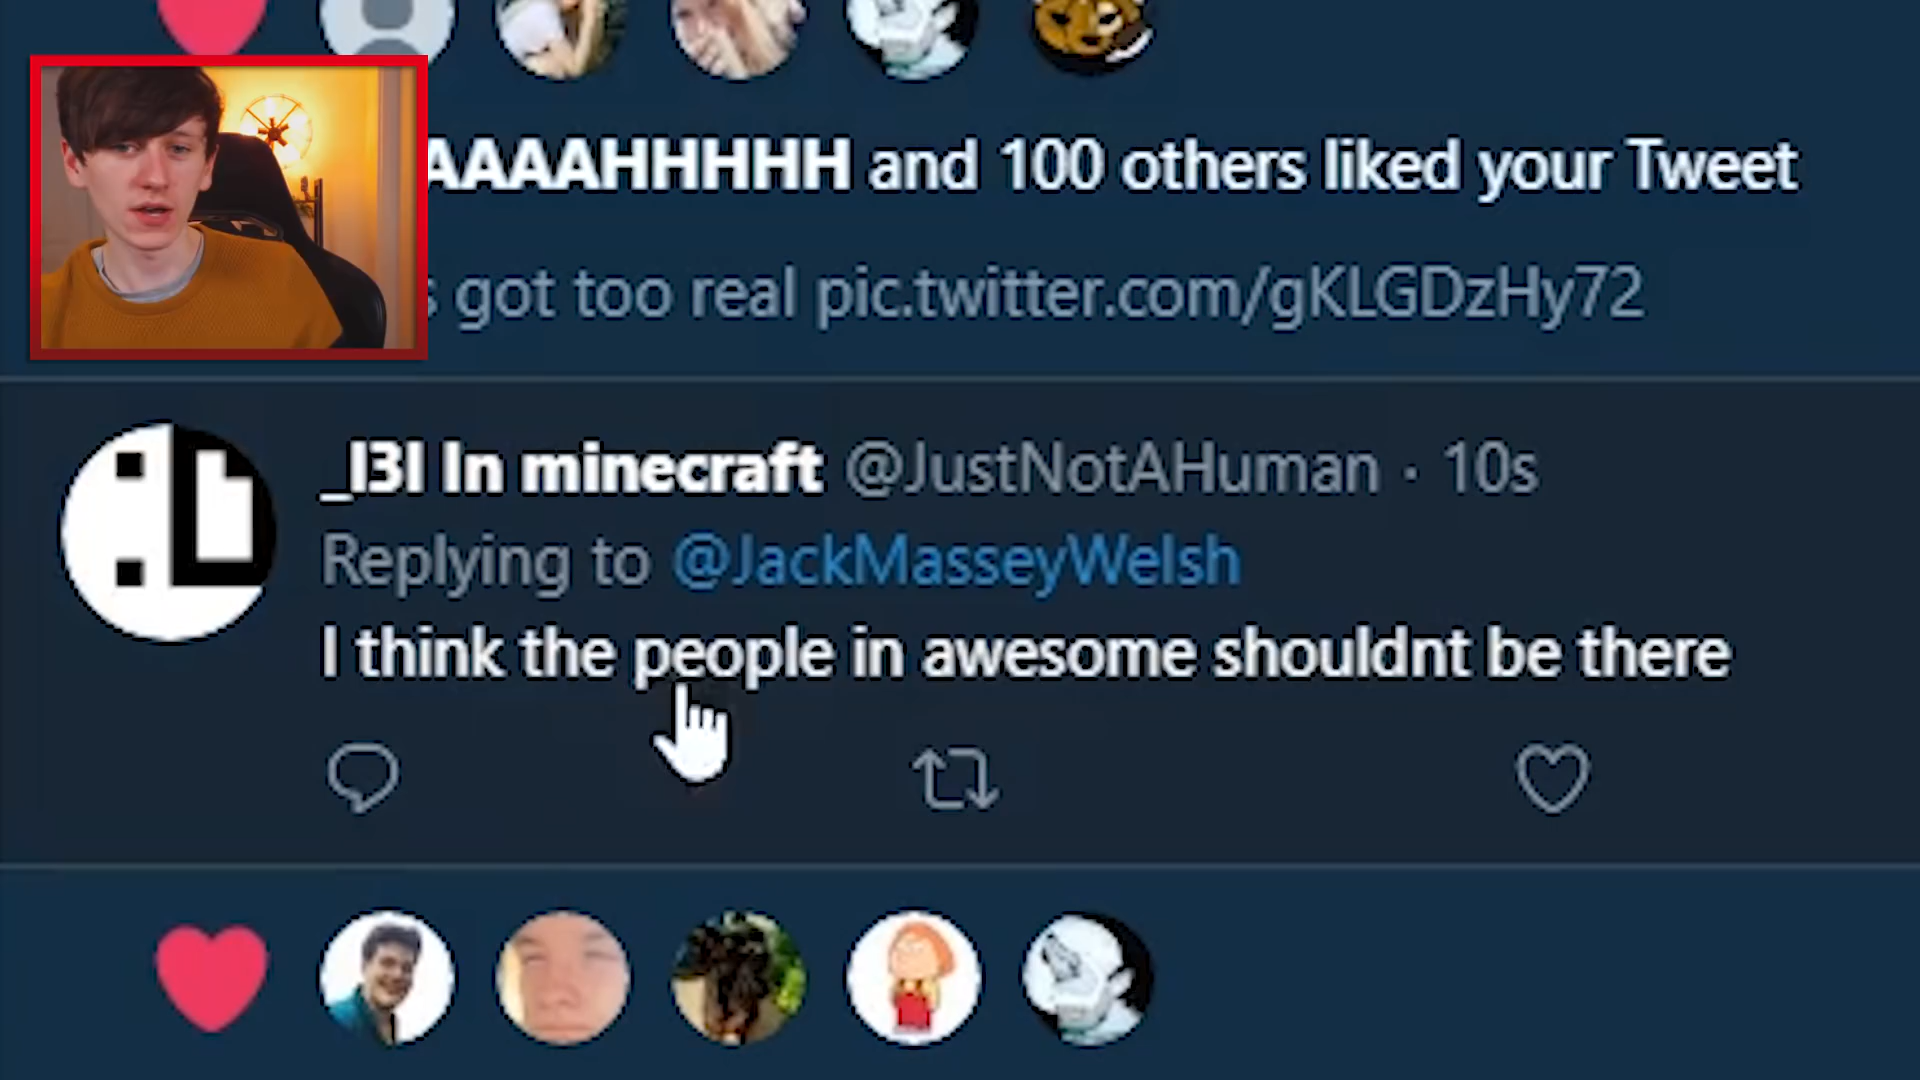 AAAAHHHHH and 100 others liked your Tweet
got too real pic.twitter.com/gKLGDzHy72
_I3I In minecraft @JustNotAHuman · 10s
Replying to @JackMasseyWelsh
I think the people in awesome shouldnt be there